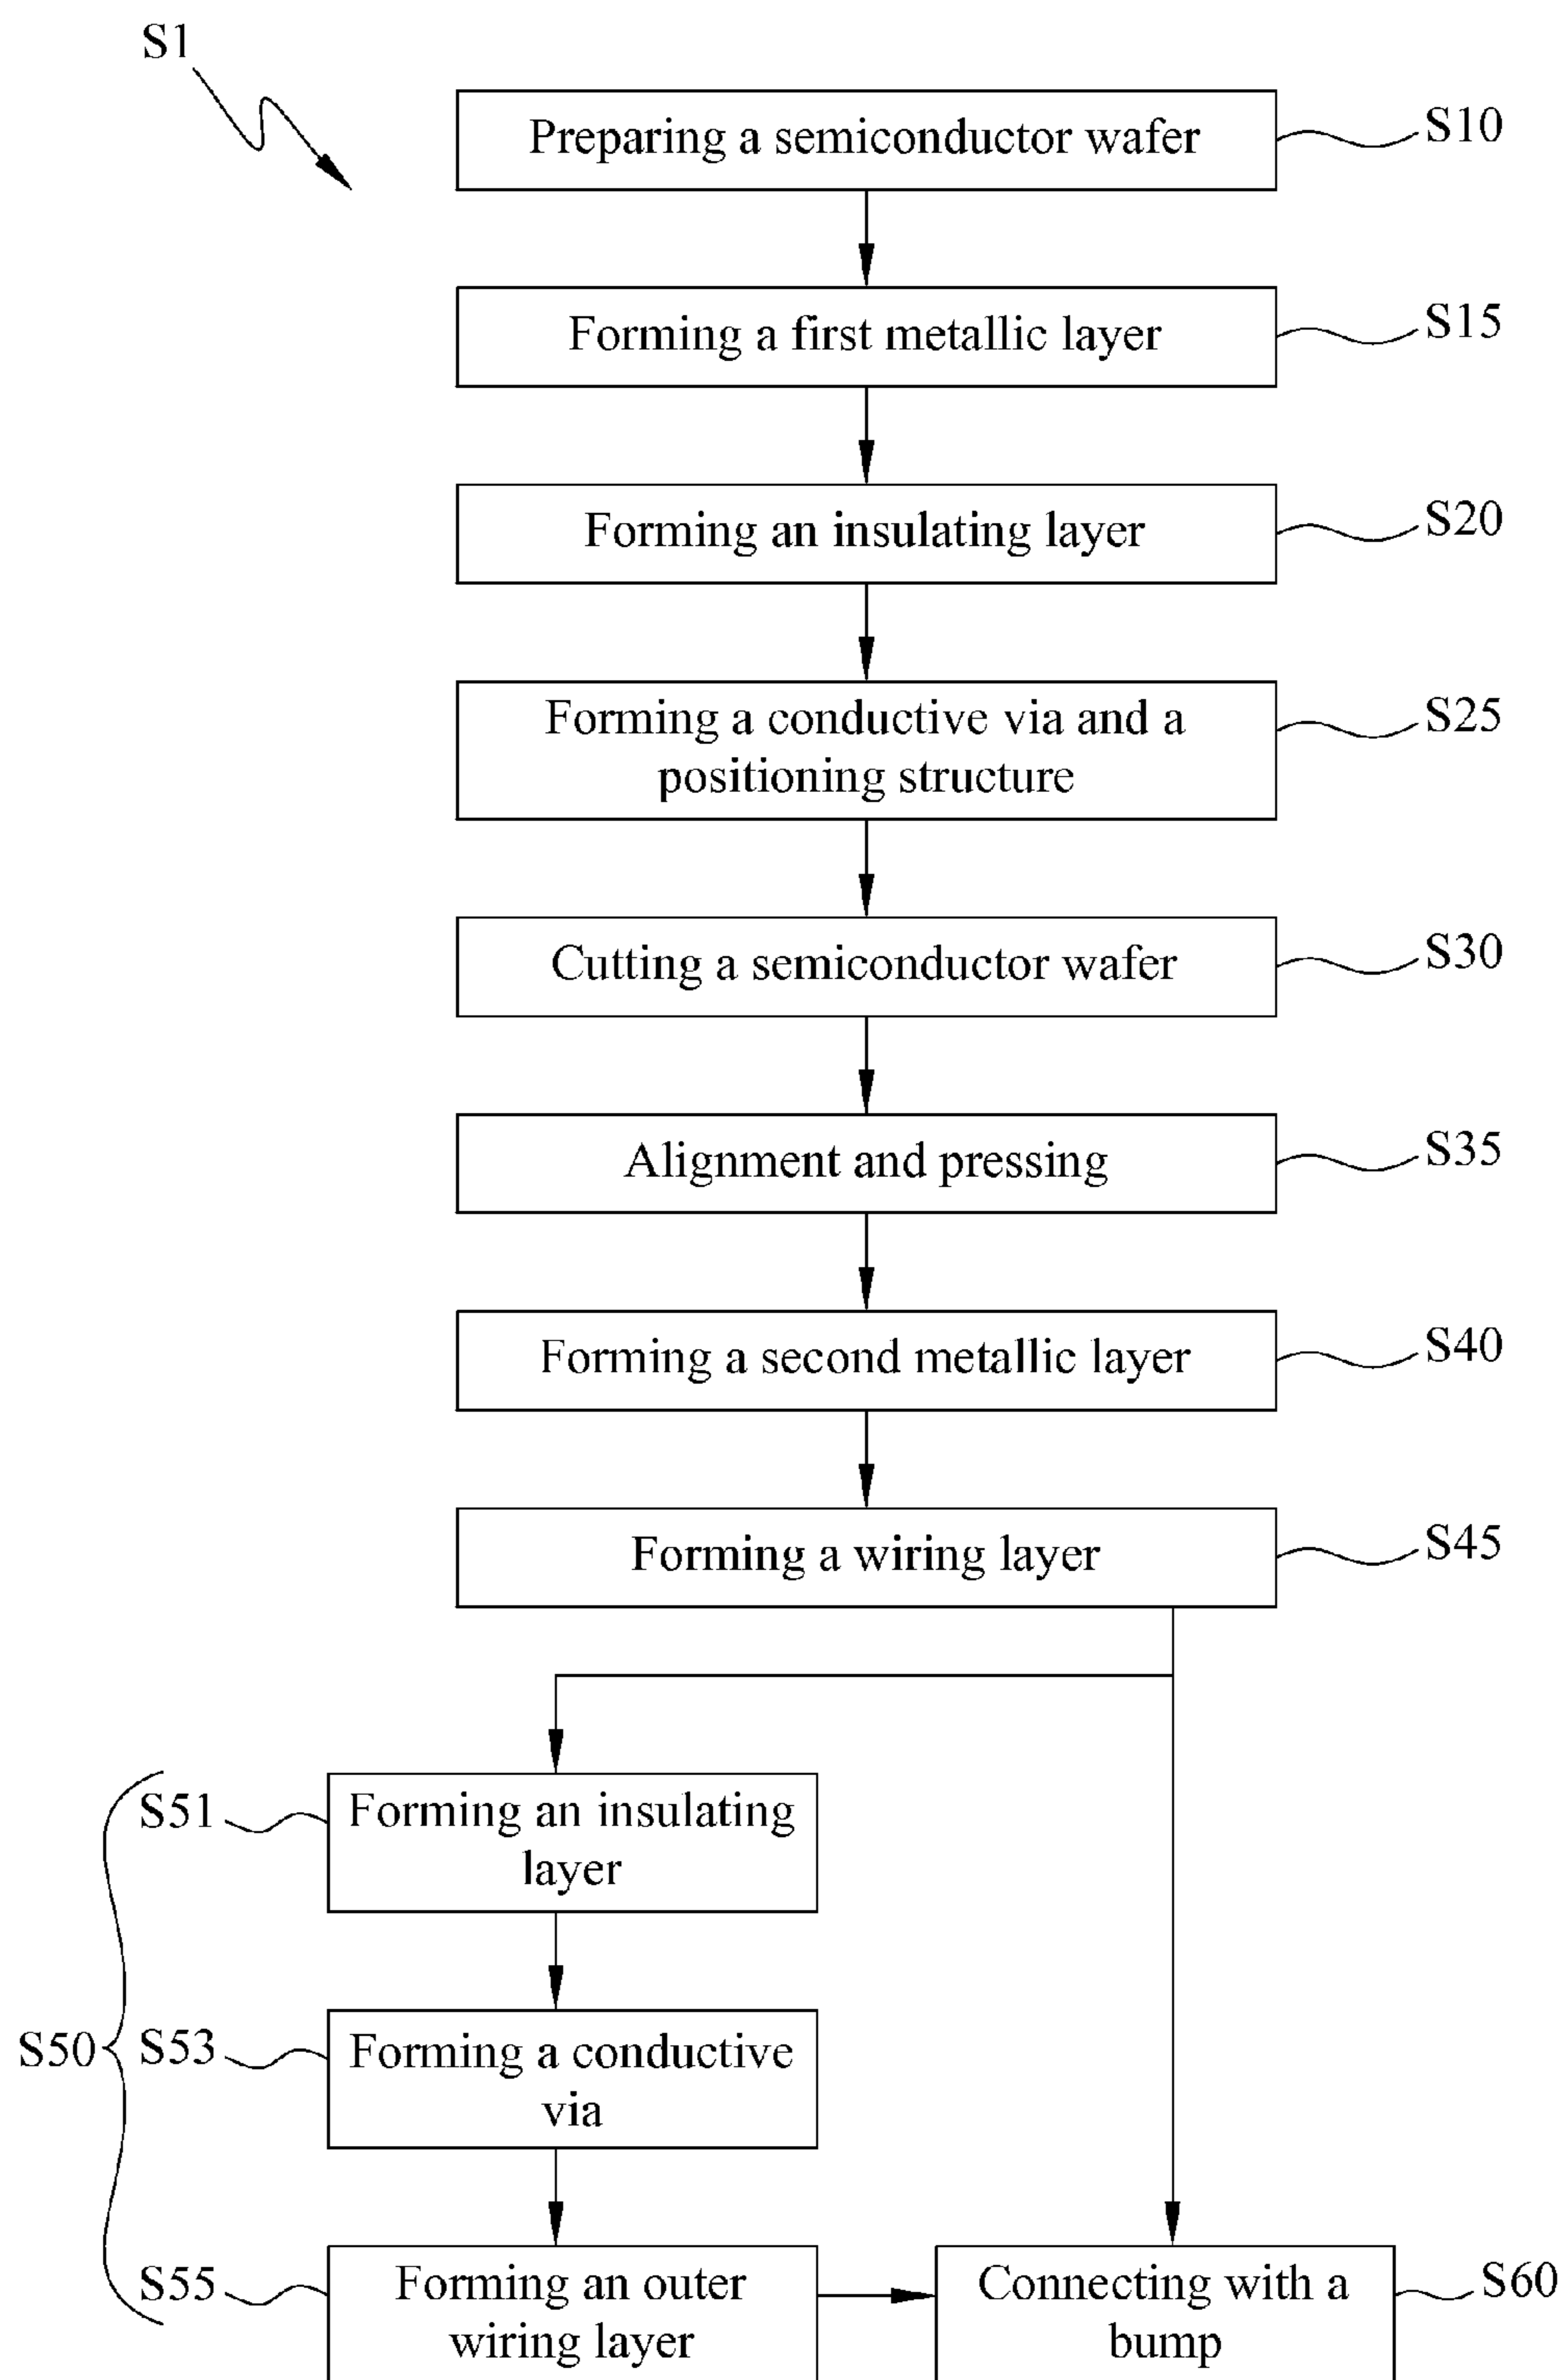 S1
Preparing a semiconductor wafer
S10
Forming a first metallic layer
S15
Forming an insulating layer
S20
Forming a conductive via and a
positioning structure
S25
Cutting a semiconductor wafer
S30
Alignment and pressing
S35
Forming a second metallic layer
S40
Forming a wiring layer
S45
S50
S51
Forming an insulating
layer
S53
Forming a conductive
via
S55
Forming an outer
wiring layer
Connecting with a
bump
S60